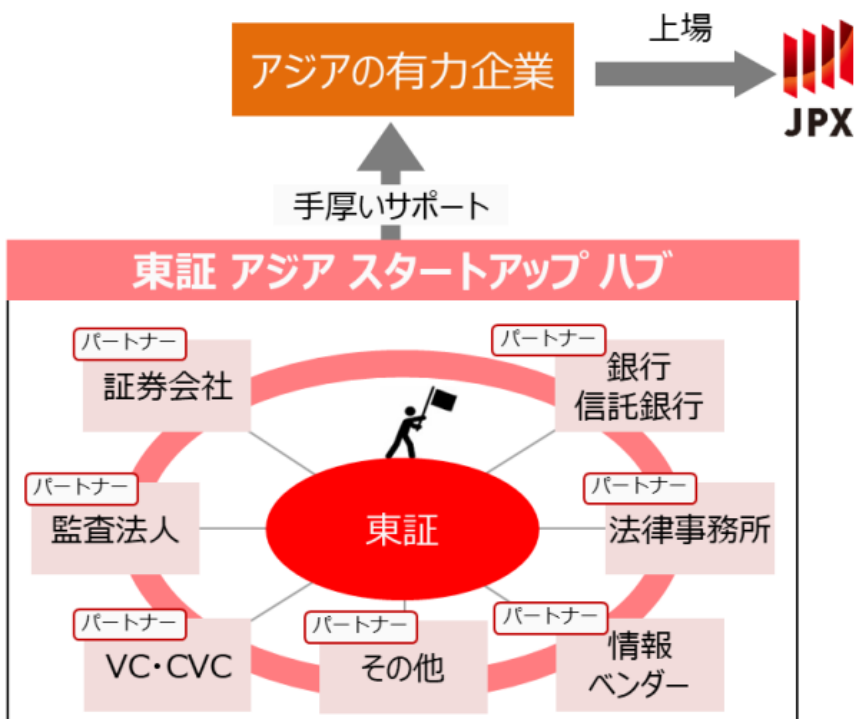 上場
アジアの有力企業
JPX
手厚いサポート
東証 アジア スタートアップ ハブ
パートナー
証券会社
パートナー
銀行
信託銀行
パートナー
監査法人
東証
パートナー
法律事務所
パートナー
VC・CVC
パートナー
その他
パートナー
情報
ベンダー